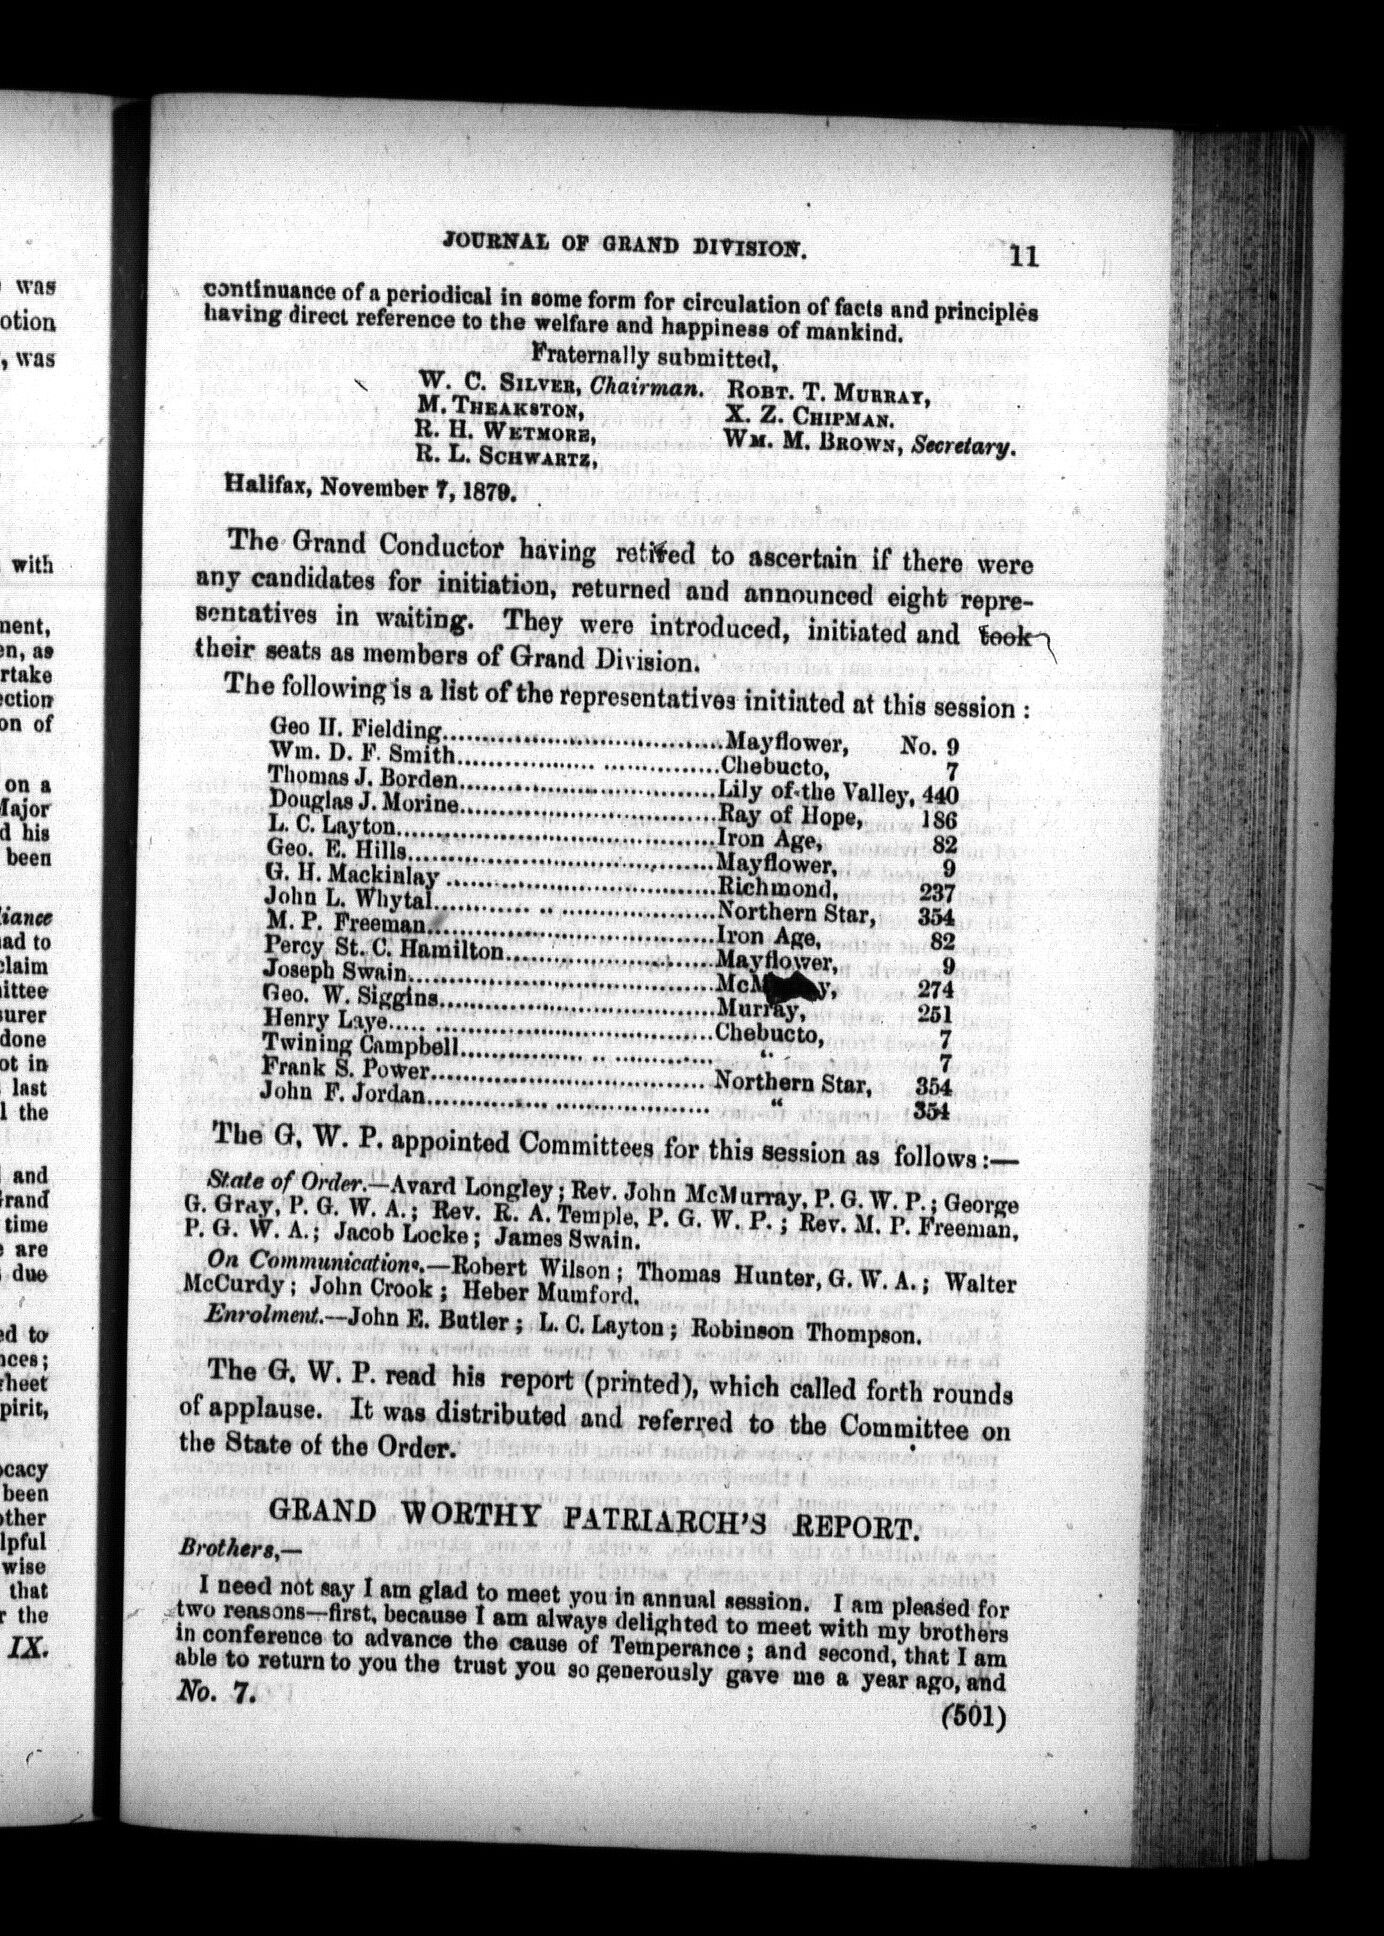 JOURNAL OF GRAND DIVISION. 11
continuance of a periodical in some form for circulation of facts and principles
having direct reference to the welfare and happiness of mankind.
Fraternally submitted,
W. C. SILVER, Chairman. ROBT. T. MURRAY,
M. THEAKSTON, X. Z. CHIPMAN.
R. H. WETMORE, WM. M. BROWN, Secretary.
R. L. SCHWARTZ,
Halifax, November 7, 1879.
The Grand Conductor having retired to ascertain if there were
any candidates for initiation, returned and announced eight repre-
sentatives in waiting. They were introduced, initiated and took
their seats as members of Grand Division.
The following is a list of the representatives initiated at this session :
Geo H. Fielding..............................Mayflower, No. 9
Wm. D. F. Smith..............................Chebucto, 7
Thomas J. Borden..............................Lily of the Valley, 440
Douglas J. Morine..............................Ray of Hope, 186
L. C. Layton..............................Iron Age, 82
Geo. E. Hills..............................Mayflower, 9
G. H. Mackinlay ..............................Richmond, 237
John L. Whytal..............................Northern Star, 354
M. P. Freeman..............................Iron Age, 82
Percy St. C. Hamilton..............................Mayflower, 9
Joseph Swain.............................. 274
Geo. W. Siggins..............................Murray, 251
Henry Laye..............................Chebucto, 7
Twining Campbell.............................. “ 7
Frank S. Power..............................Northern Star, 354
John F. Jordan.............................. “ 354
The G. W. P. appointed Committees for this session as follows:—
State of Order.—Avard Longley; Rev. John McMurray, P. G. W. P.; George
G. Gray, P. G. W. A.; Rev. R. A. Temple, P. G. W. P. ; Rev. M. P. Freeman,
P. G. W. A.; Jacob Locke; James Swain.
On Communications.—Robert Wilson; Thomas Hunter, G. W. A.; Walter
McCurdy; John Crook; Heber Mumford.
Enrolment.—John E. Butler; L. C. Layton; Robinson Thompson.
The G. W. P. read his report (printed), which called forth rounds
of applause. It was distributed and referred to the Committee on
the State of the Order.
GRAND WORTHY PATRIARCH'S REPORT.
Brothers,—
I need not say I am glad to meet you in annual session. I am pleased for
two reasons—first, because I am always delighted to meet with my brothers
in conference to advance the cause of Temperance; and second, that I am
able to return to you the trust you so generously gave me a year ago, and
No. 7.
(501)